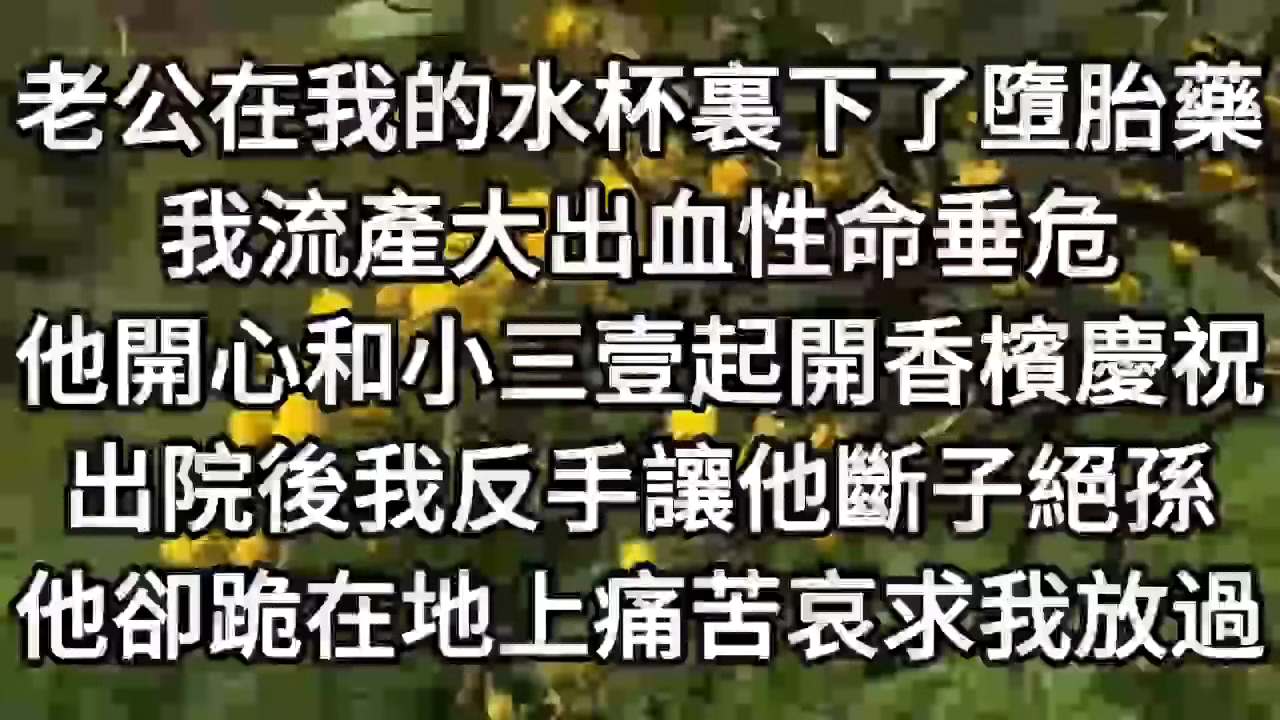 老公在我的水杯裏下了墮胎藥
我流產大出血性命垂危
他開心和小三壹起開香檳慶祝
出院後我反手讓他斷子絕孫
他卻跪在地上痛苦哀求我放過